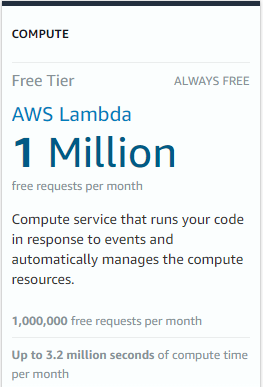 COMPUTE
Free Tier ALWAYS FREE
AWS Lambda
1 Million
free requests per month
Compute service that runs your code
in response to events and
automatically manages the compute
resources.
1,000,000 free requests per month
Up to 3.2 million seconds of compute time
per month